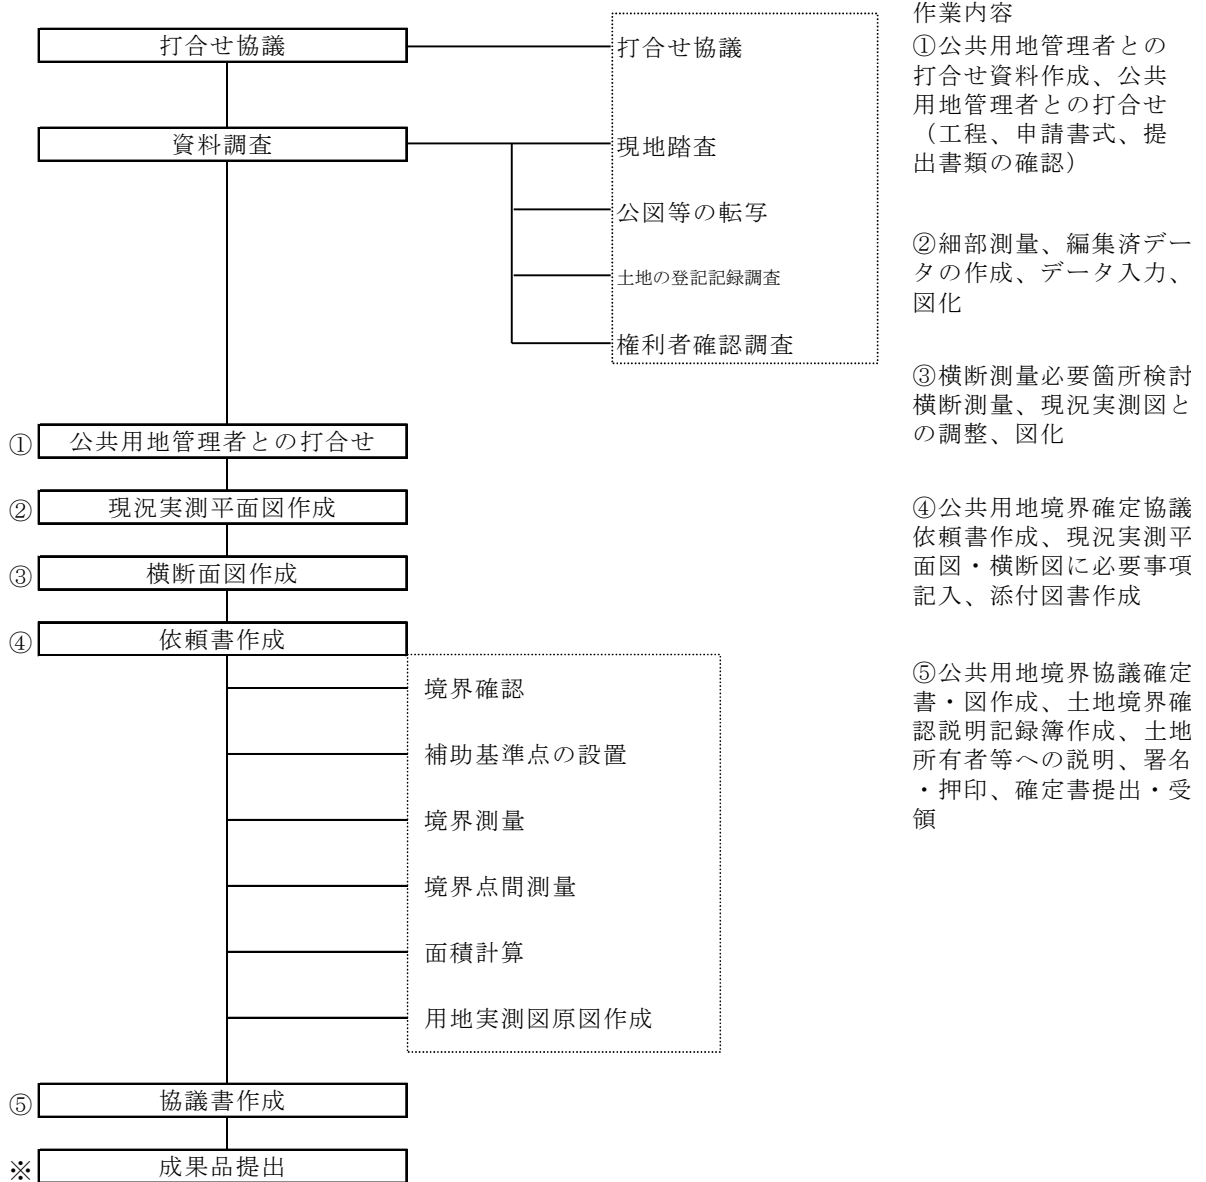 打合せ協議
打合せ協議
資料調査
現地踏査
公図等の転写
土地の登記記録調査
権利者確認調査
① 公共用地管理者との打合せ
② 現況実測平面図作成
③ 横断面図作成
④ 依頼書作成
境界確認
補助基準点の設置
境界測量
境界点間測量
面積計算
用地実測図原図作成
⑤ 協議書作成
※ 成果品提出
作業内容
①公共用地管理者との
打合せ資料作成、公共
用地管理者との打合せ
（工程、申請書式、提
出書類の確認）
②細部測量、編集済デー
タの作成、データ入力、
図化
③横断測量必要箇所検討
横断測量、現況実測図と
の調整、図化
④公共用地境界確定協議
依頼書作成、現況実測平
面図・横断図に必要事項
記入、添付図書作成
⑤公共用地境界協議確定
書・図作成、土地境界確
認説明記録簿作成、土地
所有者等への説明、署名
・押印、確定書提出・受
領